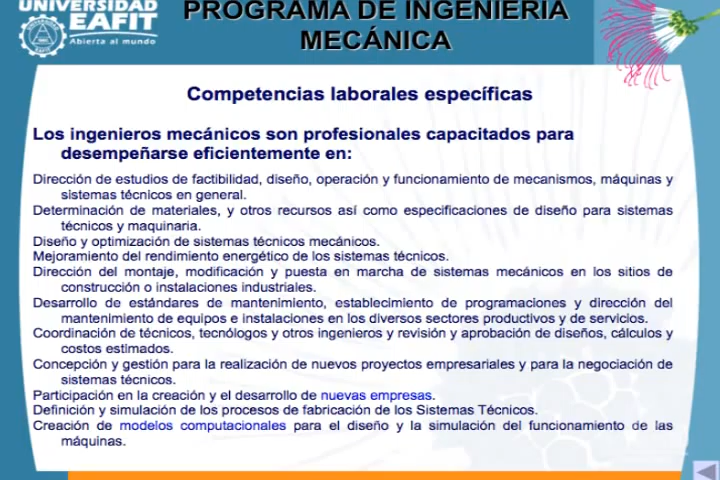 UNIVERSIDAD
EAFIT
Abierta al mundo
PROGRAMA DE INGENIERÍA
MECÁNICA
Competencias laborales específicas
Los ingenieros mecánicos son profesionales capacitados para
desempeñarse eficientemente en:
Dirección de estudios de factibilidad, diseño, operación y funcionamiento de mecanismos, máquinas y
sistemas técnicos en general.
Determinación de materiales, y otros recursos así como especificaciones de diseño para sistemas
técnicos y maquinaria.
Diseño y optimización de sistemas técnicos mecánicos.
Mejoramiento del rendimiento energético de los sistemas técnicos.
Dirección del montaje, modificación y puesta en marcha de sistemas mecánicos en los sitios de
construcción o instalaciones industriales.
Desarrollo de estándares de mantenimiento, establecimiento de programaciones y dirección del
mantenimiento de equipos e instalaciones en los diversos sectores productivos y de servicios.
Coordinación de técnicos, tecnólogos y otros ingenieros y revisión y aprobación de diseños, cálculos y
costos estimados.
Concepción y gestión para la realización de nuevos proyectos empresariales y para la negociación de
sistemas técnicos.
Participación en la creación y el desarrollo de nuevas empresas.
Definición y simulación de los procesos de fabricación de los Sistemas Técnicos.
Creación de modelos computacionales para el diseño y la simulación del funcionamiento de las
máquinas.